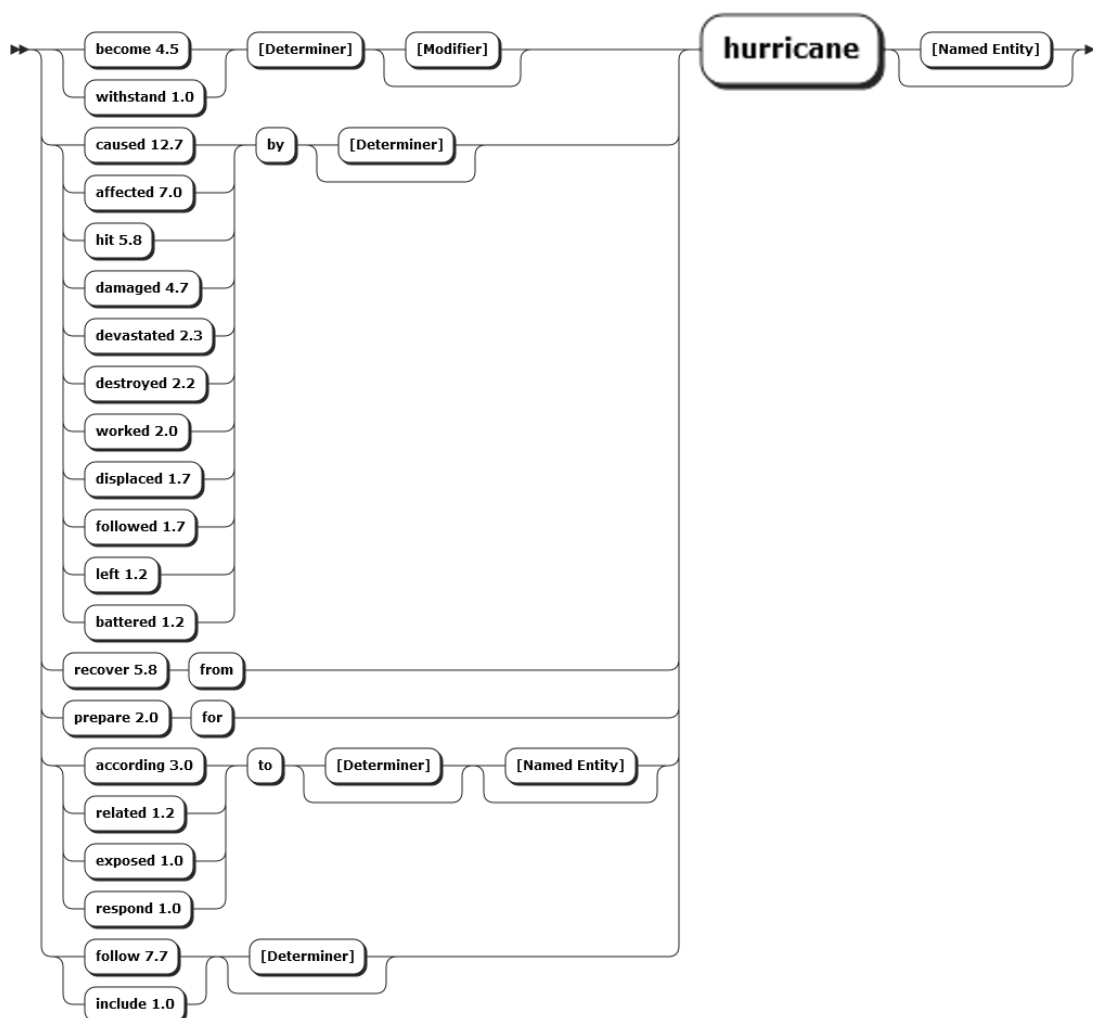 become 4.5 [Determiner] [Modifier] hurricane [Named Entity]
withstand 1.0
caused 12.7 by [Determiner]
affected 7.0
hit 5.8
damaged 4.7
devastated 2.3
destroyed 2.2
worked 2.0
displaced 1.7
followed 1.7
left 1.2
battered 1.2
recover 5.8 from
prepare 2.0 for
according 3.0 to [Determiner] [Named Entity]
related 1.2
exposed 1.0
respond 1.0
follow 7.7 [Determiner]
include 1.0